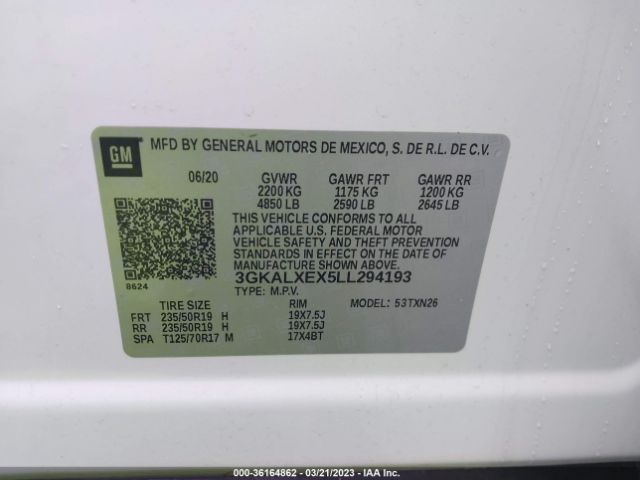 GM MFD BY GENERAL MOTORS DE MEXICO, S. DE R.L. DE C.V.
06/20 GVWR GAWR FRT GAWR RR
2200 KG 1175 KG 1200 KG
4850 LB 2590 LB 2645 LB
THIS VEHICLE CONFORMS TO ALL
APPLICABLE U.S. FEDERAL MOTOR
VEHICLE SAFETY AND THEFT PREVENTION
STANDARDS IN EFFECT ON THE DATE OF
MANUFACTURE SHOWN ABOVE.
8624 3GKALXEX5LL294193
TYPE: M.P.V.
TIRE SIZE RIM MODEL: 53TXN26
FRT 235/50R19 H 19X7.5J
RR 235/50R19 H 19X7.5J
SPA T125/70R17 M 17X4BT
000-36164862 / 03/21/2023 / IAA Inc.